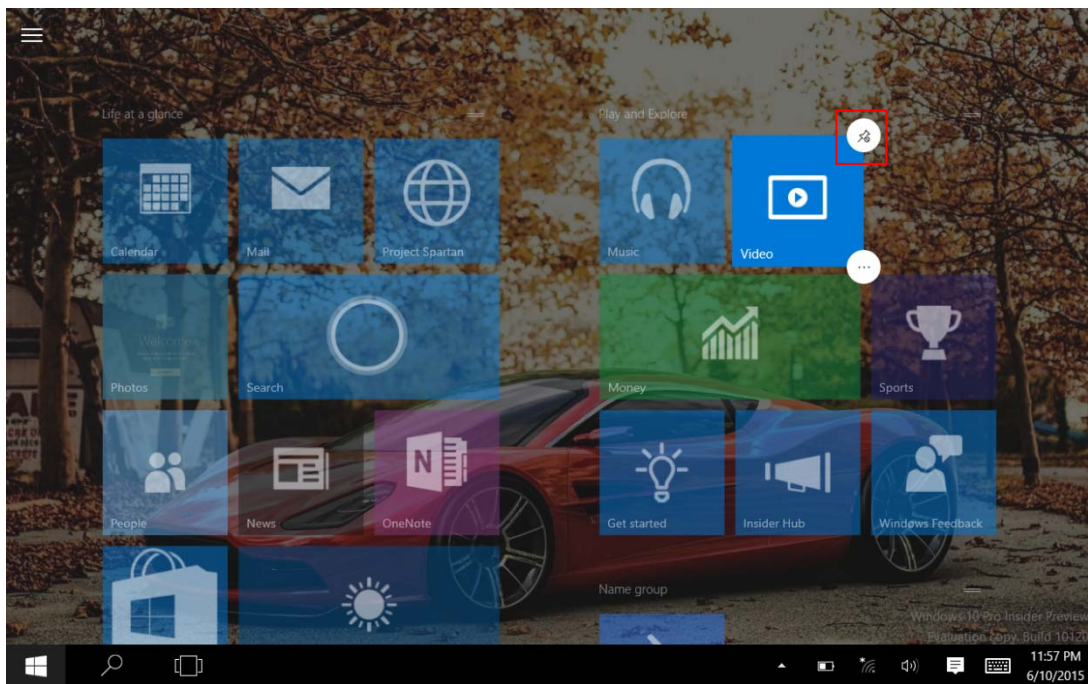 Life at a glance
Play and Explore
Calendar
Mail
Project Spartan
Music
Video
Welcome
Photos
Search
Money
Sports
People
News
N
OneNote
Get started
Insider Hub
Windows Feedback
Name group
Windows 10 Pro Insider Preview
Evaluation copy. Build 10120
11:57 PM
6/10/2015